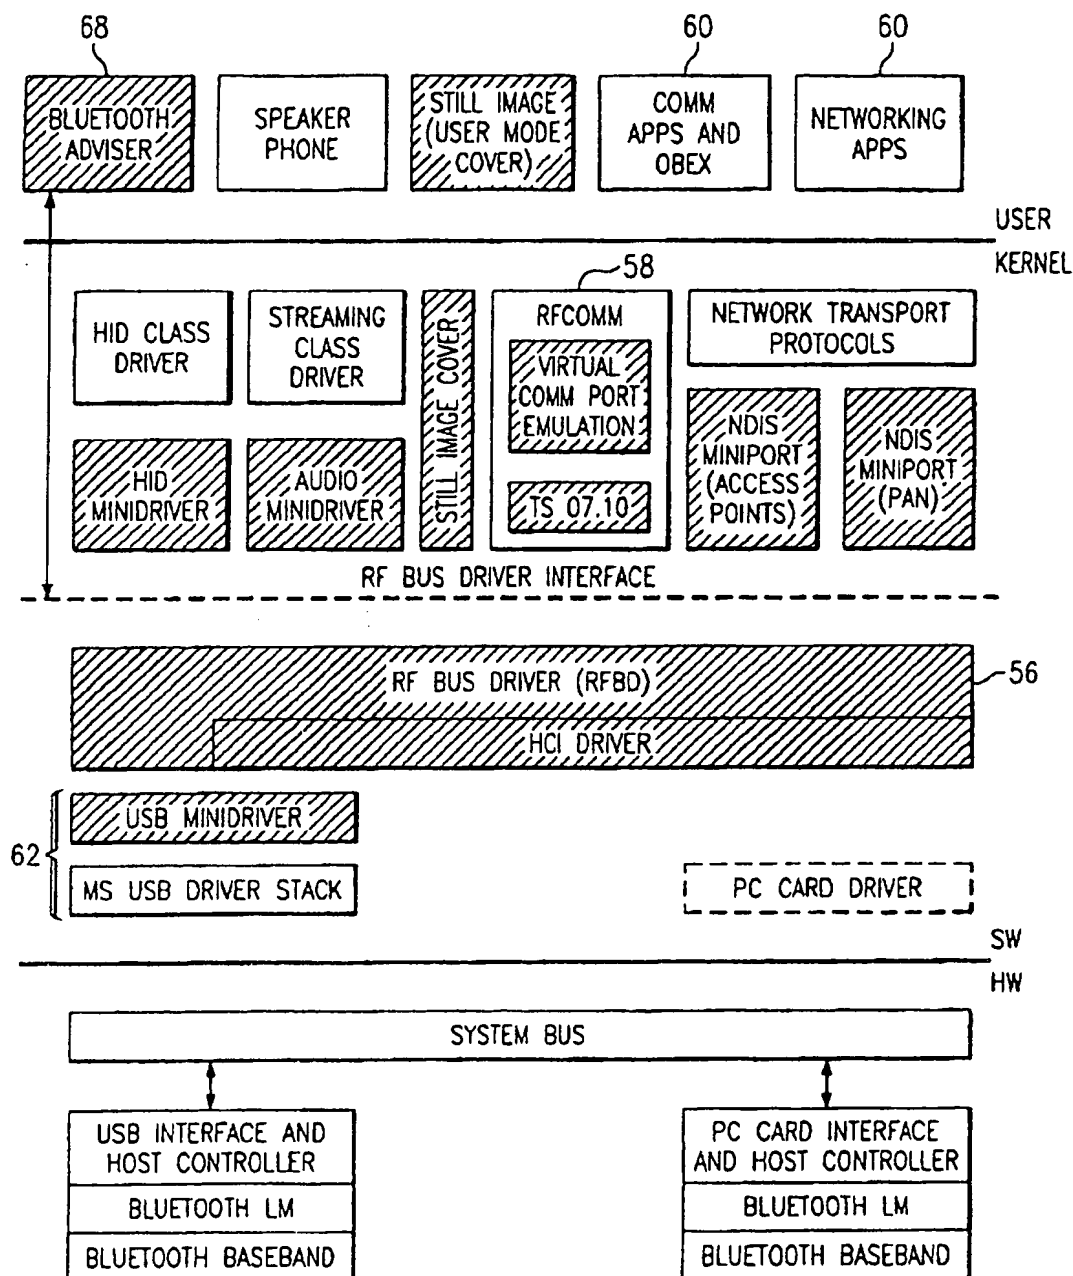 68
60
60
BLUETOOTH
ADVISER
SPEAKER
PHONE
STILL IMAGE
(USER MODE
COVER)
COMM
APPS AND
OBEX
NETWORKING
APPS
USER
KERNEL
58
HID CLASS
DRIVER
STREAMING
CLASS
DRIVER
STILL IMAGE COVER
RFCOMM
VIRTUAL
COMM PORT
EMULATION
TS 07.10
NETWORK TRANSPORT
PROTOCOLS
HID
MINIDRIVER
AUDIO
MINIDRIVER
NDIS
MINIPORT
(ACCESS
POINTS)
NDIS
MINIPORT
(PAN)
RF BUS DRIVER INTERFACE
RF BUS DRIVER (RFBD)
56
HCI DRIVER
62
USB MINIDRIVER
MS USB DRIVER STACK
PC CARD DRIVER
SW
HW
SYSTEM BUS
USB INTERFACE AND
HOST CONTROLLER
BLUETOOTH LM
BLUETOOTH BASEBAND
PC CARD INTERFACE
AND HOST CONTROLLER
BLUETOOTH LM
BLUETOOTH BASEBAND